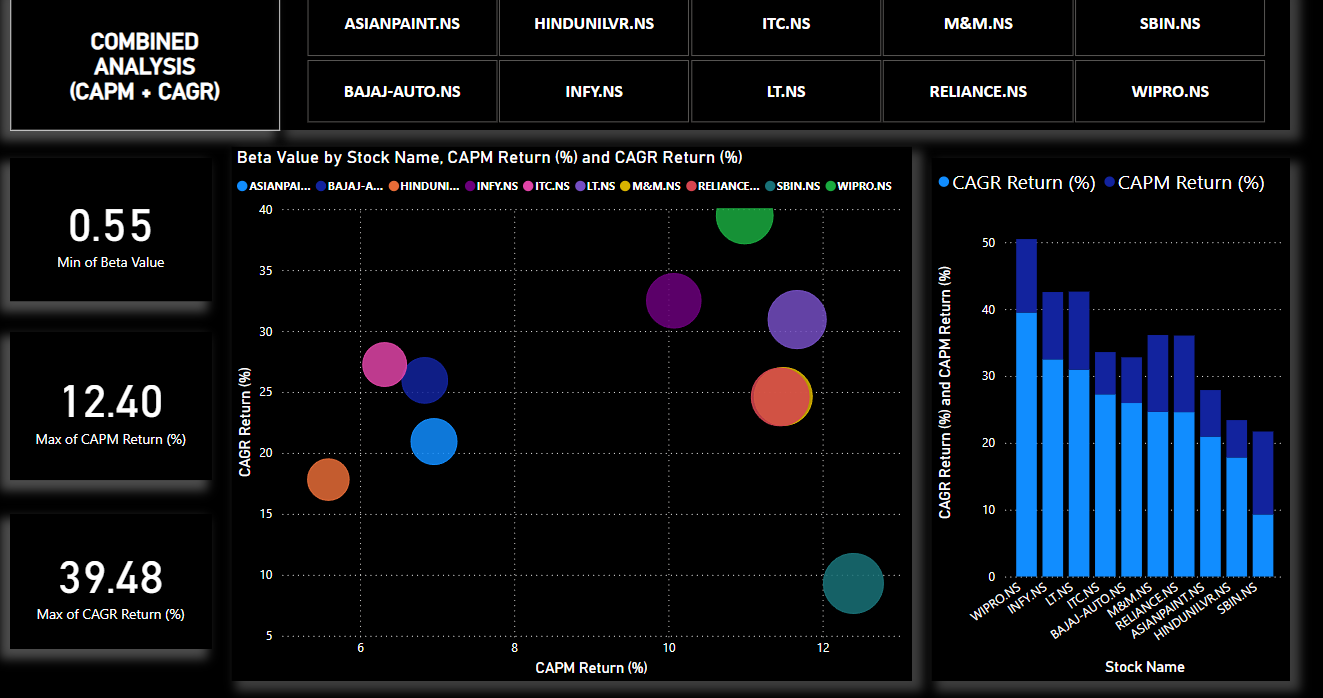 COMBINED
ANALYSIS
(CAPM + CAGR)
ASIANPAINT.NS HINDUNILVR.NS ITC.NS M&M.NS SBIN.NS
BAJAJ-AUTO.NS INFY.NS LT.NS RELIANCE.NS WIPRO.NS
0.55
Min of Beta Value
12.40
Max of CAPM Return (%)
39.48
Max of CAGR Return (%)
Beta Value by Stock Name, CAPM Return (%) and CAGR Return (%)
ASIANPAI... BAJAJ-A... HINDUNI... INFY.NS ITC.NS LT.NS M&M.NS RELIANCE... SBIN.NS WIPRO.NS
40
35
30
25
20
15
10
5
CAGR Return (%)
6 8 10 12
CAPM Return (%)
CAGR Return (%) CAPM Return (%)
50
40
30
20
10
0
CAGR Return (%) and CAPM Return (%)
WIPRO.NS INFY.NS LT.NS ITC.NS BAJAJ-AUTO.NS M&M.NS RELIANCE.NS ASIANPAINT.NS HINDUNILVR.NS SBIN.NS
Stock Name